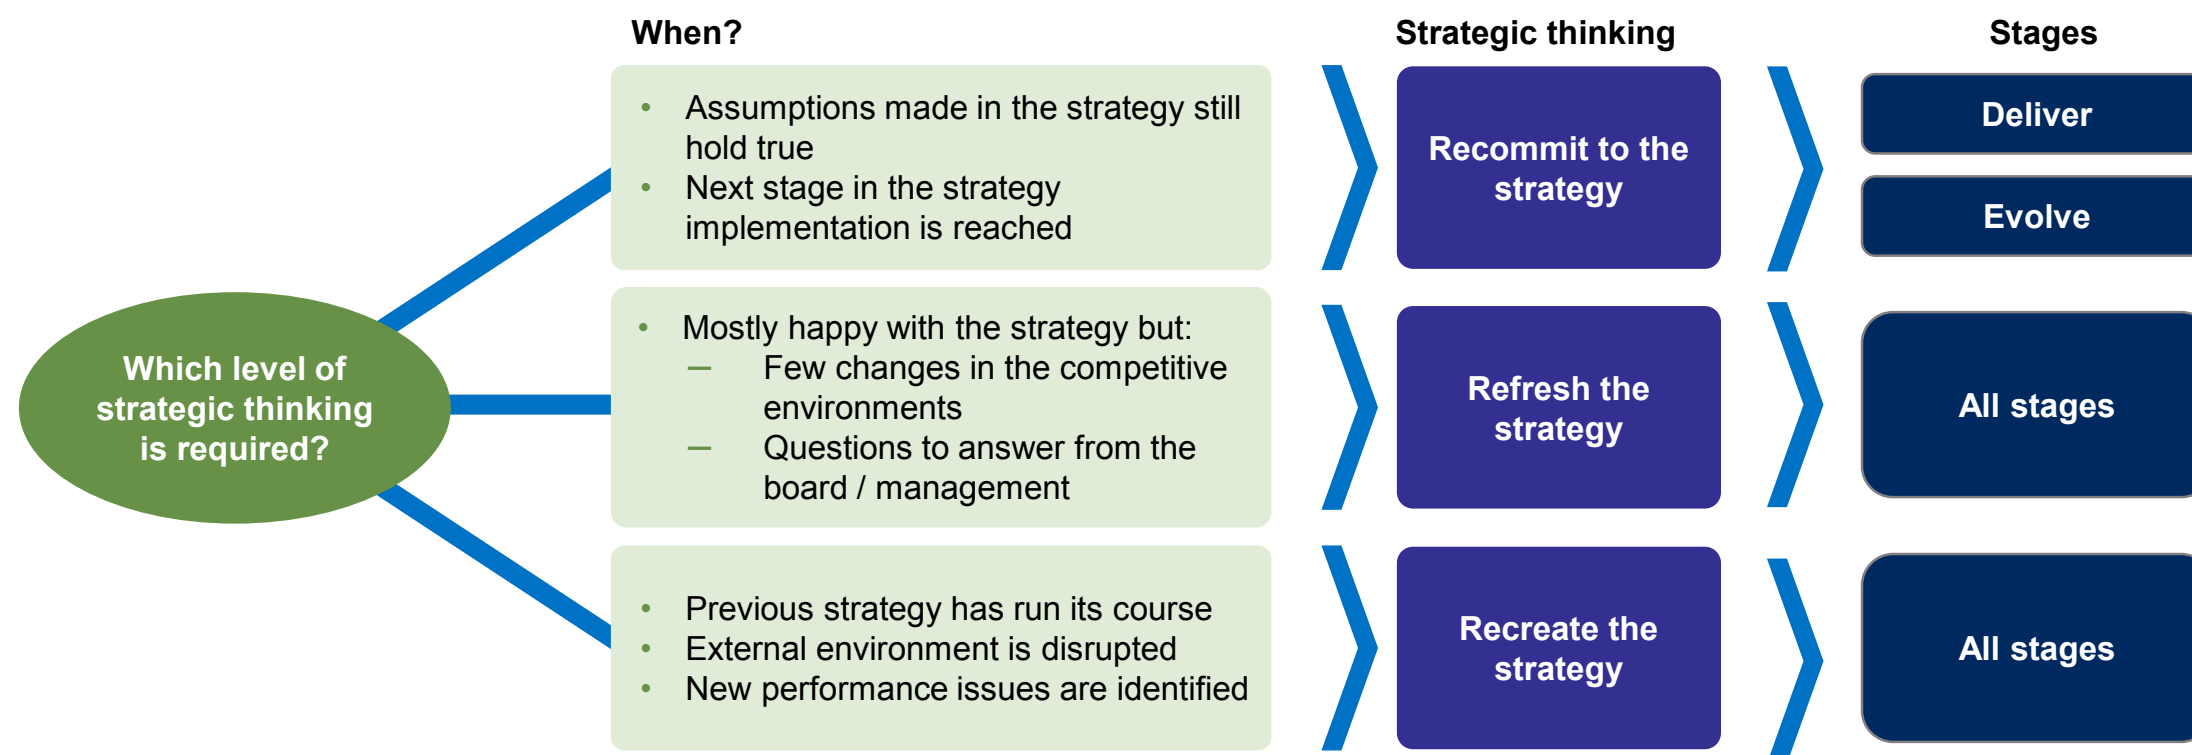 When?
Strategic thinking
Stages
Which level of
strategic thinking
is required?
• Assumptions made in the strategy still
hold true
• Next stage in the strategy
implementation is reached
Recommit to the
strategy
Deliver
Evolve
• Mostly happy with the strategy but:
– Few changes in the competitive
environments
– Questions to answer from the
board / management
Refresh the
strategy
All stages
• Previous strategy has run its course
• External environment is disrupted
• New performance issues are identified
Recreate the
strategy
All stages